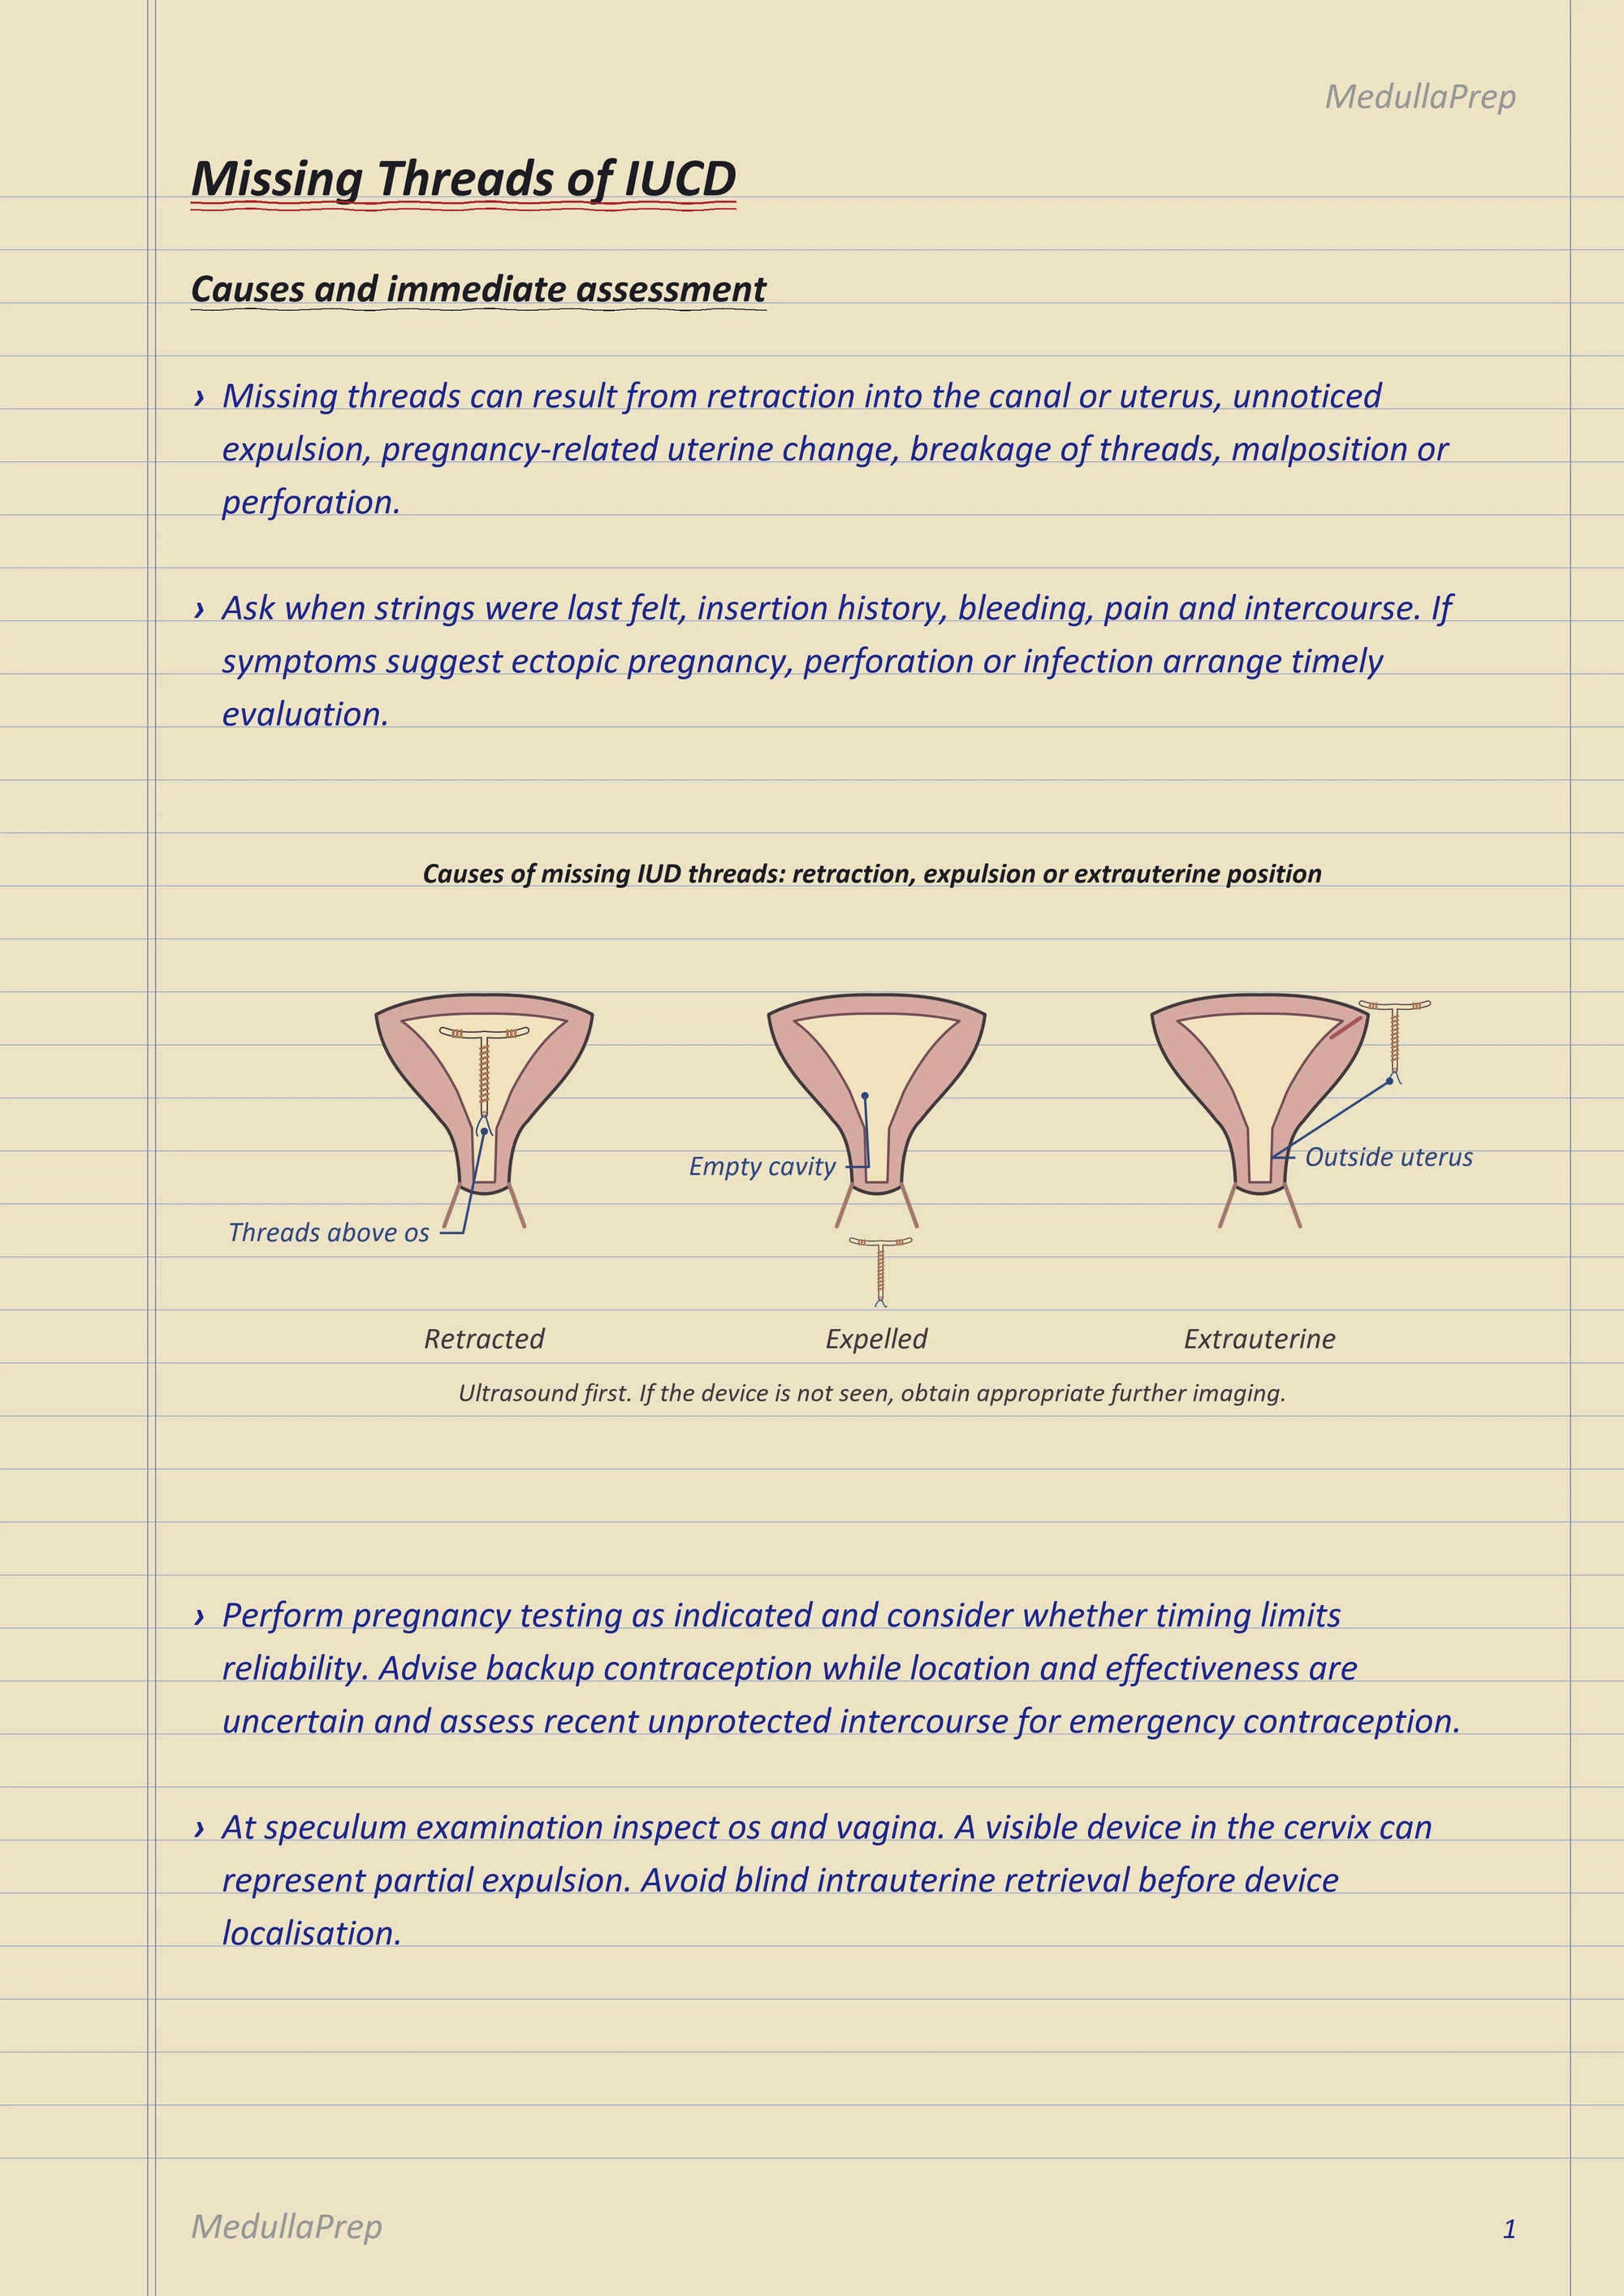 MedullaPrep
Missing Threads of IUCD
Causes and immediate assessment
› Missing threads can result from retraction into the canal or uterus, unnoticed
expulsion, pregnancy-related uterine change, breakage of threads, malposition or
perforation.
› Ask when strings were last felt, insertion history, bleeding, pain and intercourse. If
symptoms suggest ectopic pregnancy, perforation or infection arrange timely
evaluation.
Causes of missing IUD threads: retraction, expulsion or extrauterine position
Threads above os
Empty cavity
Outside uterus
Retracted
Expelled
Extrauterine
Ultrasound first. If the device is not seen, obtain appropriate further imaging.
› Perform pregnancy testing as indicated and consider whether timing limits
reliability. Advise backup contraception while location and effectiveness are
uncertain and assess recent unprotected intercourse for emergency contraception.
› At speculum examination inspect os and vagina. A visible device in the cervix can
represent partial expulsion. Avoid blind intrauterine retrieval before device
localisation.
MedullaPrep
1